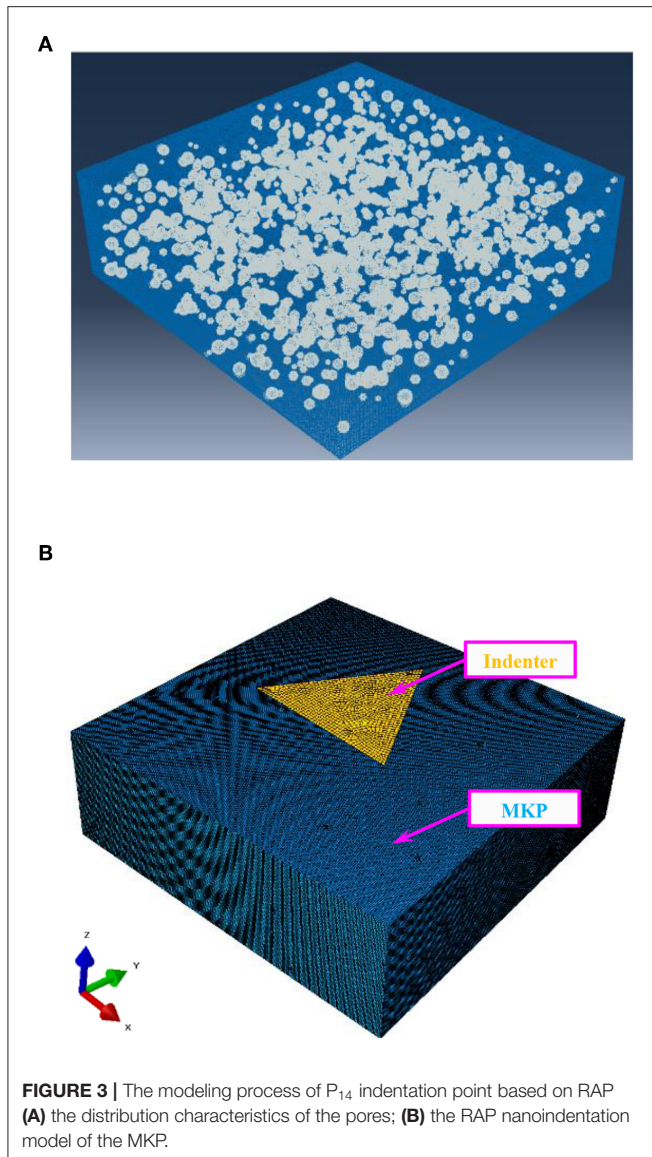 A
B
Indenter
MKP
Z
Y
X
FIGURE 3 | The modeling process of P₁₄ indentation point based on RAP
(A) the distribution characteristics of the pores; (B) the RAP nanoindentation
model of the MKP.